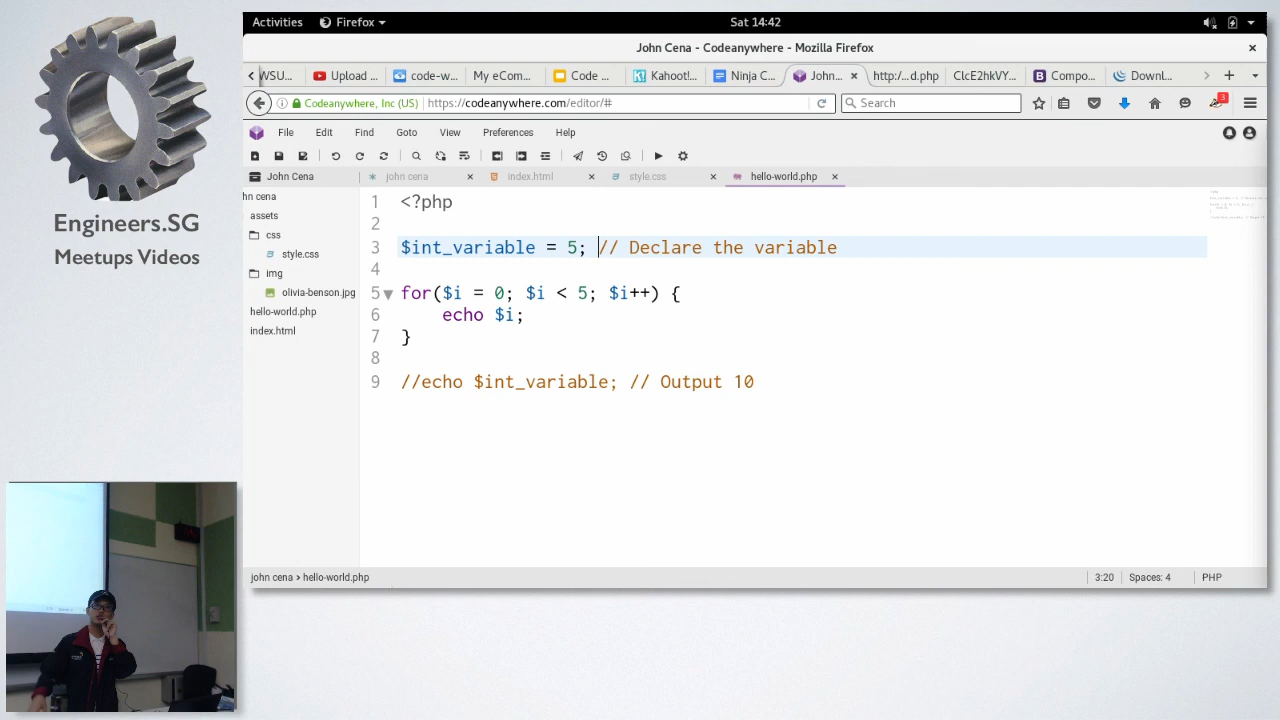 Activities Firefox Sat 14:42
John Cena - Codeanywhere - Mozilla Firefox
WSU... Upload ... code-w... My eCom... Code ... Kahoot!... Ninja C... John... http:/...d.php ClcE2hkVY... Compo... DownL...
Codeanywhere, Inc (US) https://codeanywhere.com/editor/# Search 3
File Edit Find Goto View Preferences Help
John Cena john cena index.html style.css hello-world.php
hn cena
assets
css
style.css
img
olivia-benson.jpg
hello-world.php
index.html
1 <?php
2
3 $int_variable = 5; // Declare the variable
4
5 for($i = 0; $i < 5; $i++) {
6 echo $i;
7 }
8
9 //echo $int_variable; // Output 10
john cena > hello-world.php 3:20 Spaces: 4 PHP
Engineers.SG
Meetups Videos